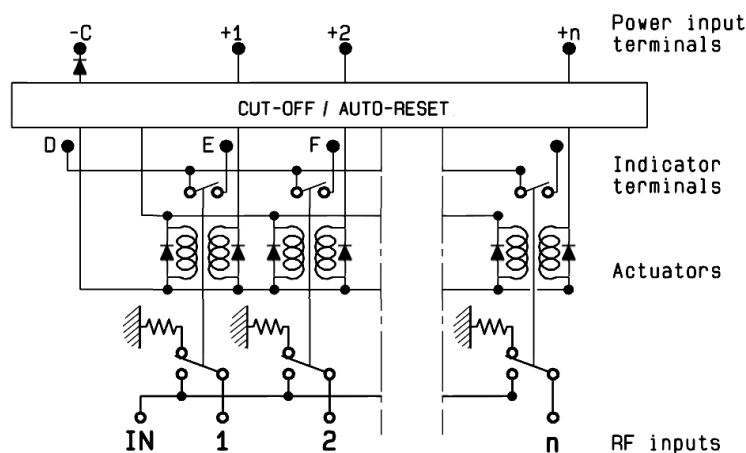 -C +1 +2 +n Power input
terminals
CUT-OFF / AUTO-RESET
D E F
Indicator
terminals
Actuators
IN 1 2 n RF inputs